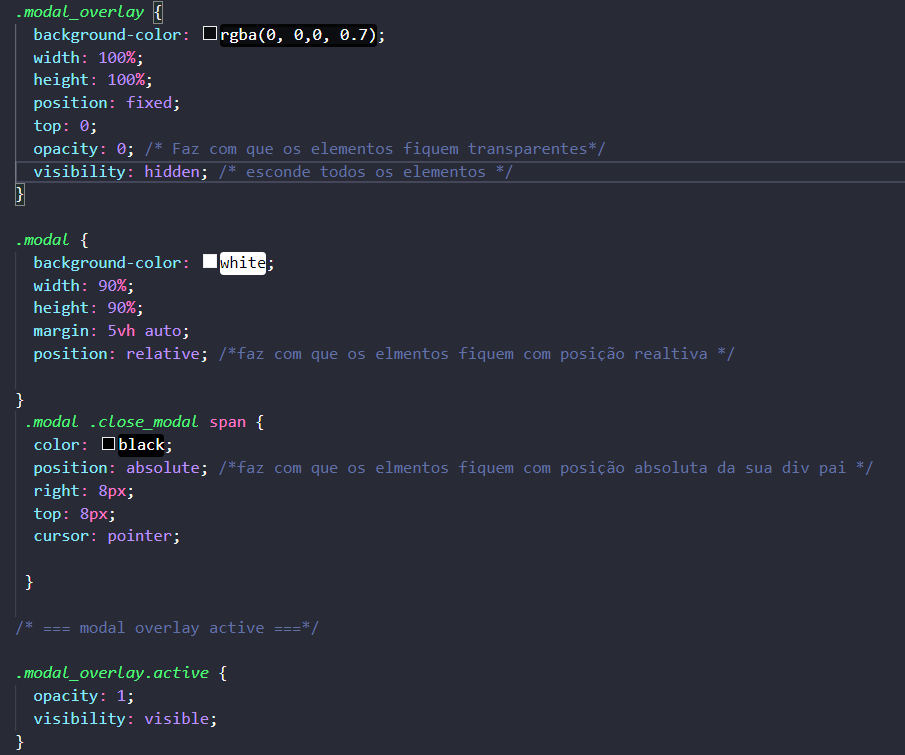 .modal_overlay {
background-color: rgba(0, 0,0, 0.7);
width: 100%;
height: 100%;
position: fixed;
top: 0;
opacity: 0; /* Faz com que os elementos fiquem transparentes*/
visibility: hidden; /* esconde todos os elementos */
}
.modal {
background-color: white;
width: 90%;
height: 90%;
margin: 5vh auto;
position: relative; /*faz com que os elmentos fiquem com posição realtiva */
}
.modal .close_modal span {
color: black;
position: absolute; /*faz com que os elmentos fiquem com posição absoluta da sua div pai */
right: 8px;
top: 8px;
cursor: pointer;
}
/* === modal overlay active ===*/
.modal_overlay.active {
opacity: 1;
visibility: visible;
}